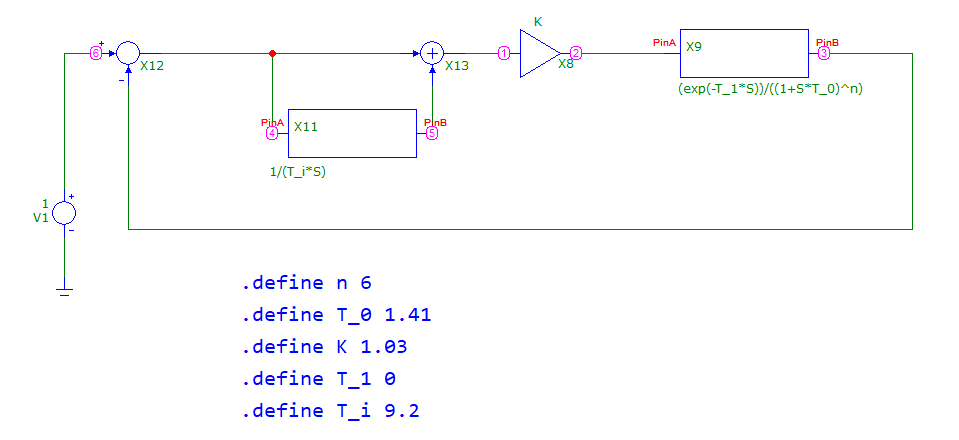 K
6
+
-
X12
X13
1
2
X8
PinA
X9
PinB
3
(exp(-T_1*S))/((1+S*T_0)^n)
PinA
4
X11
PinB
5
1/(T_i*S)
1
V1
+
-
.define n 6
.define T_0 1.41
.define K 1.03
.define T_1 0
.define T_i 9.2